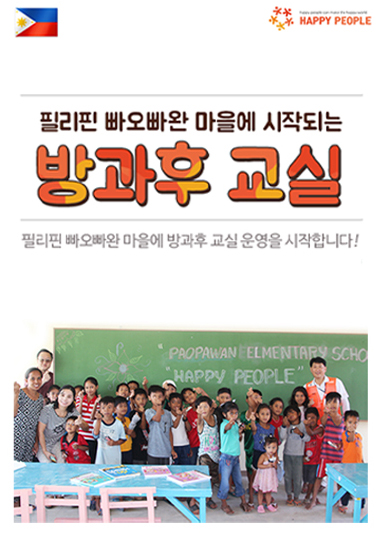 happy people can make the happy world
HAPPY PEOPLE
필리핀 빠오빠완 마을에 시작되는
방과후 교실
필리핀 빠오빠완 마을에 방과후 교실 운영을 시작합니다!
PAOPAWAN ELEMENTARY SCHO
"HAPPY PEOPLE"